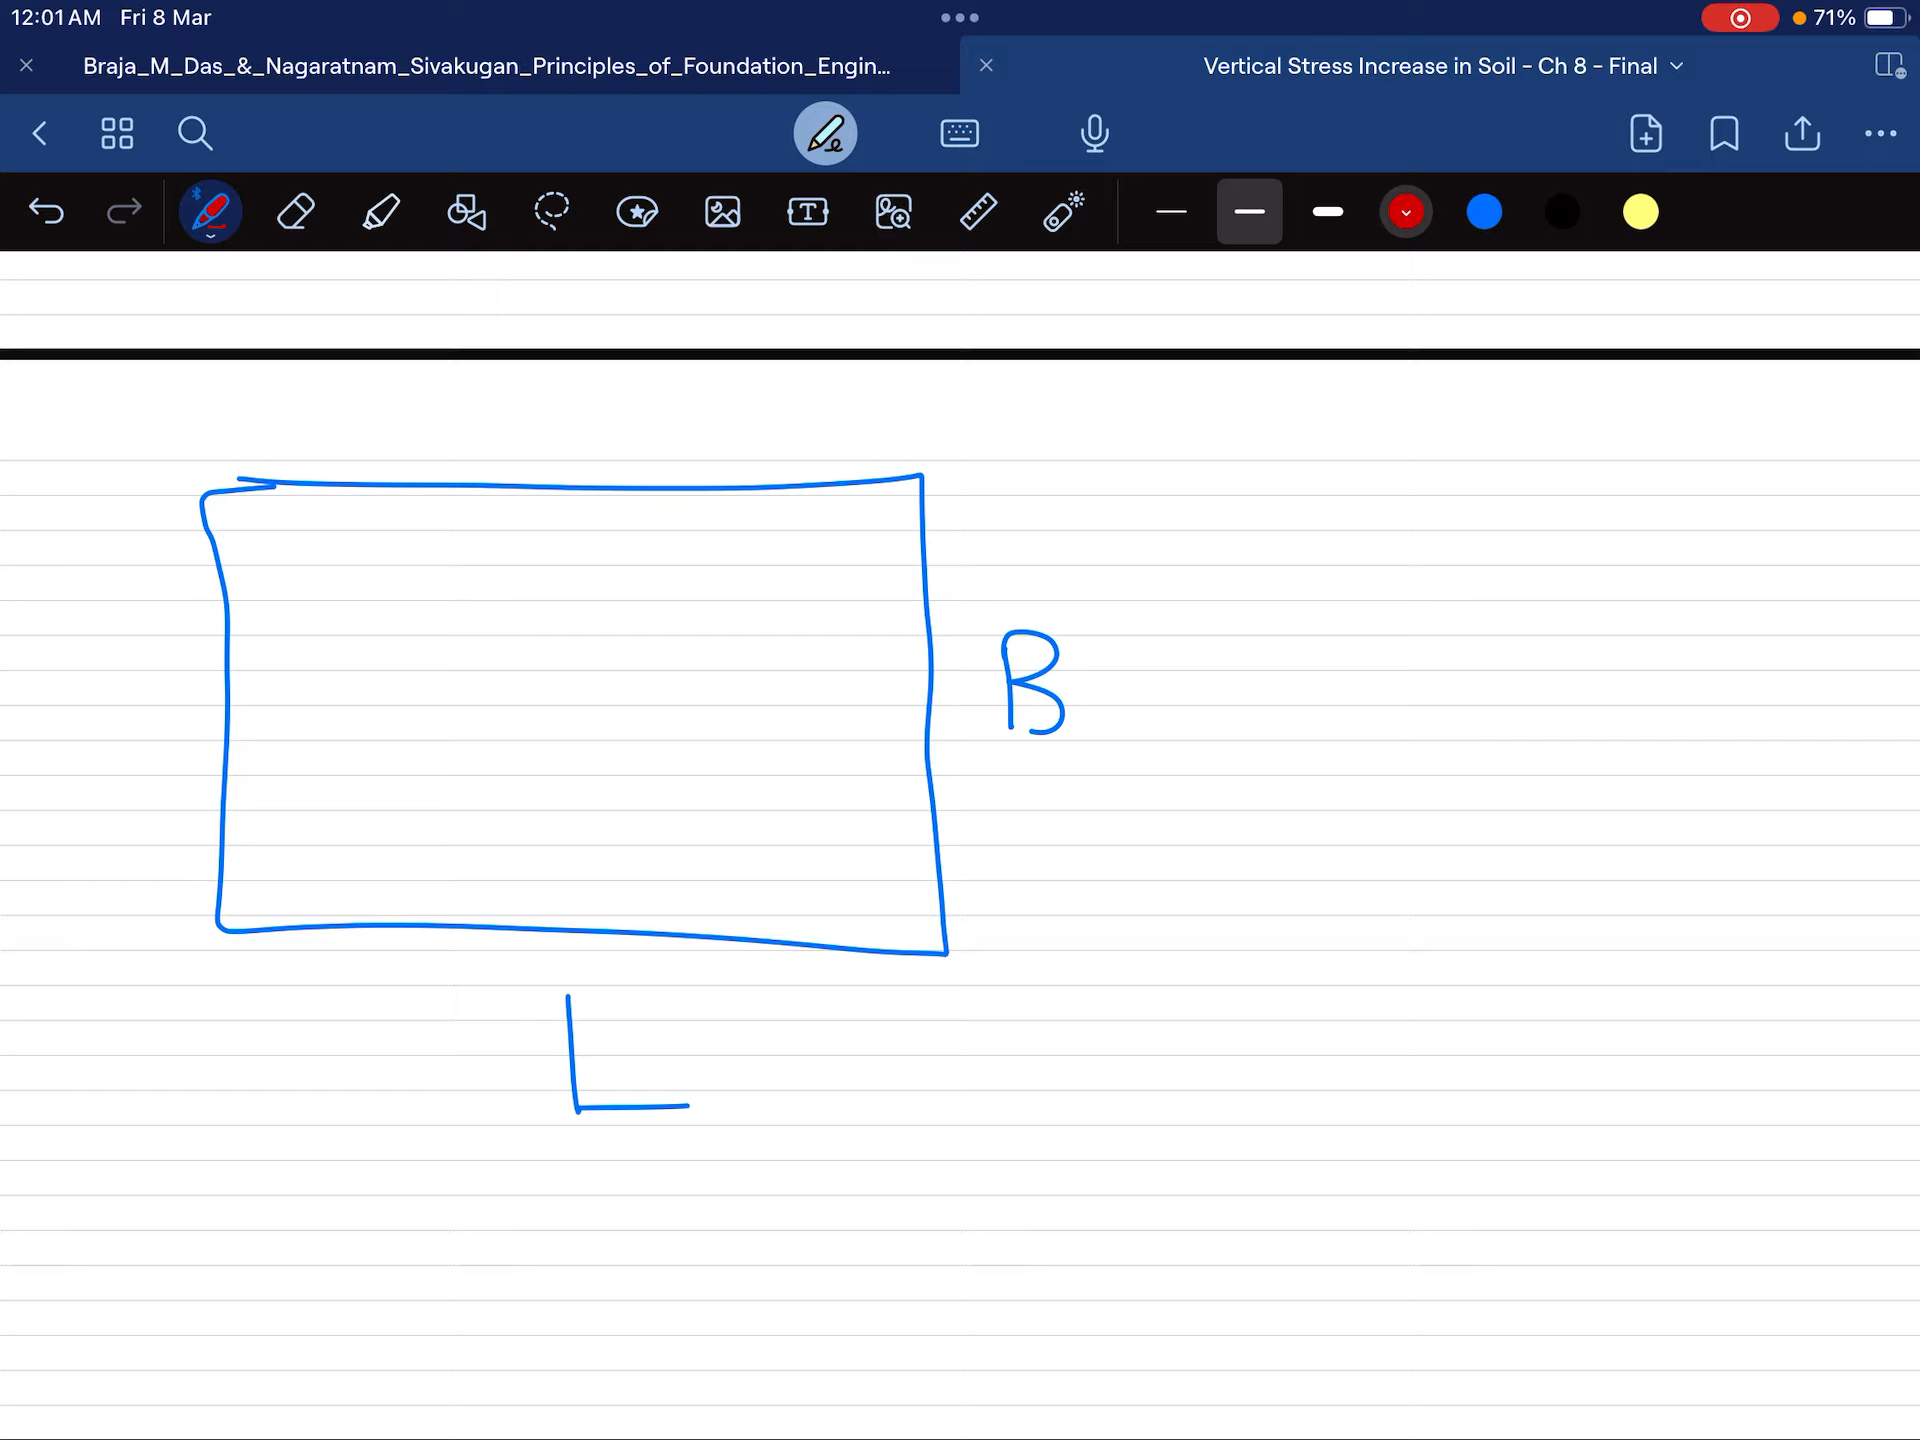 12:01 AM Fri 8 Mar
71%
Braja_M_Das_&_Nagaratnam_Sivakugan_Principles_of_Foundation_Engin...
Vertical Stress Increase in Soil - Ch 8 - Final
B
L